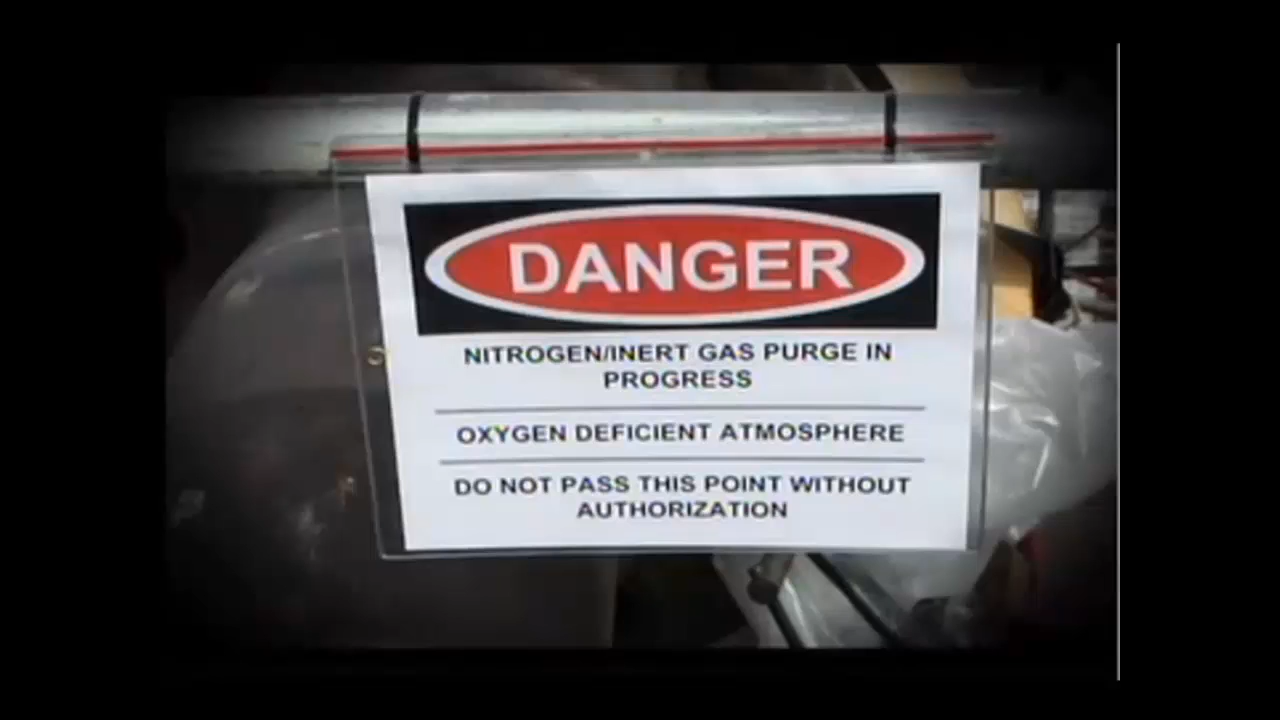 DANGER
NITROGEN/INERT GAS PURGE IN
PROGRESS
OXYGEN DEFICIENT ATMOSPHERE
DO NOT PASS THIS POINT WITHOUT
AUTHORIZATION